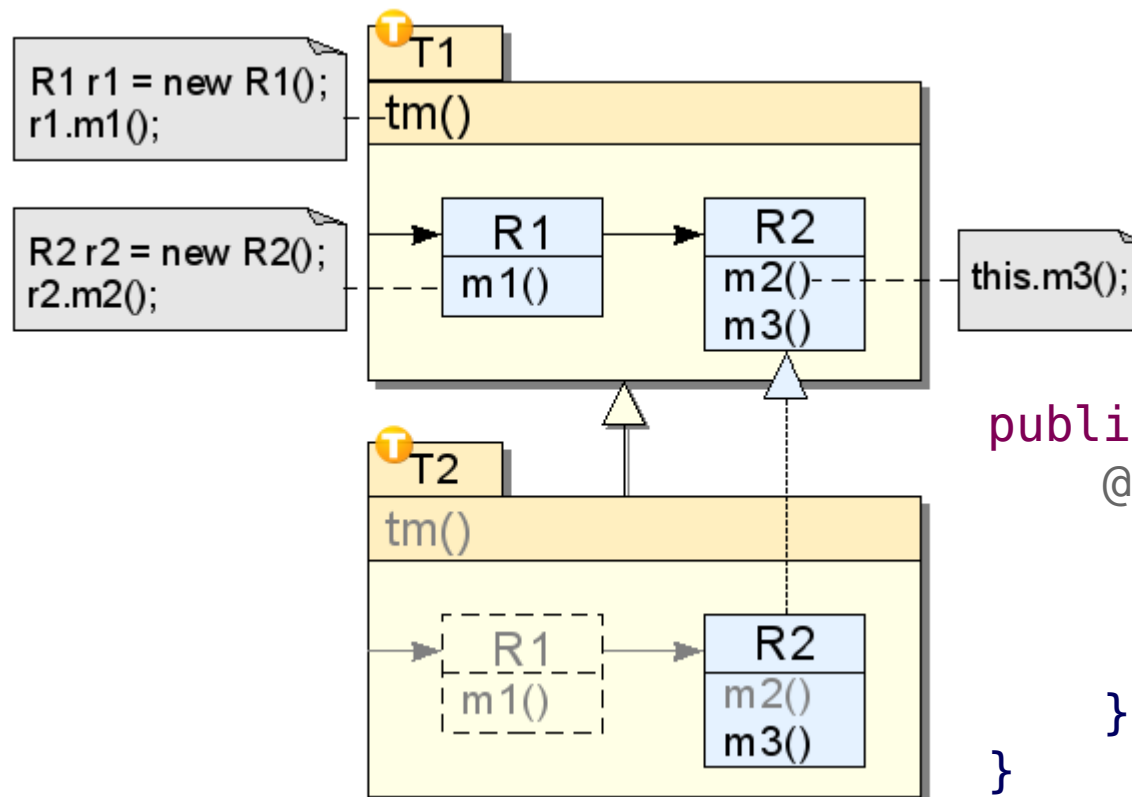 T
T1
R1 r1 = new R1();
r1.m1();
tm()
R2 r2 = new R2();
r2.m2();
R1
m1()
R2
m2()
m3()
this.m3();
T
T2
tm()
R1
m1()
R2
m2()
m3()
publi
@
}
}